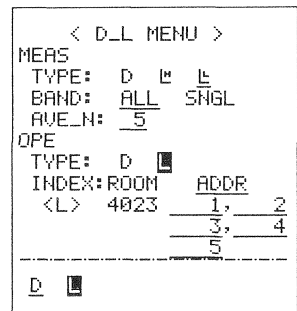 < D_L MENU >
MEAS
TYPE: D Ḷ L
BAND: ALL SNGL
AVE_N: 5
OPE
TYPE: D L
INDEX:ROOM ADDR
<L> 4023 1, 2
3, 4
5
D L